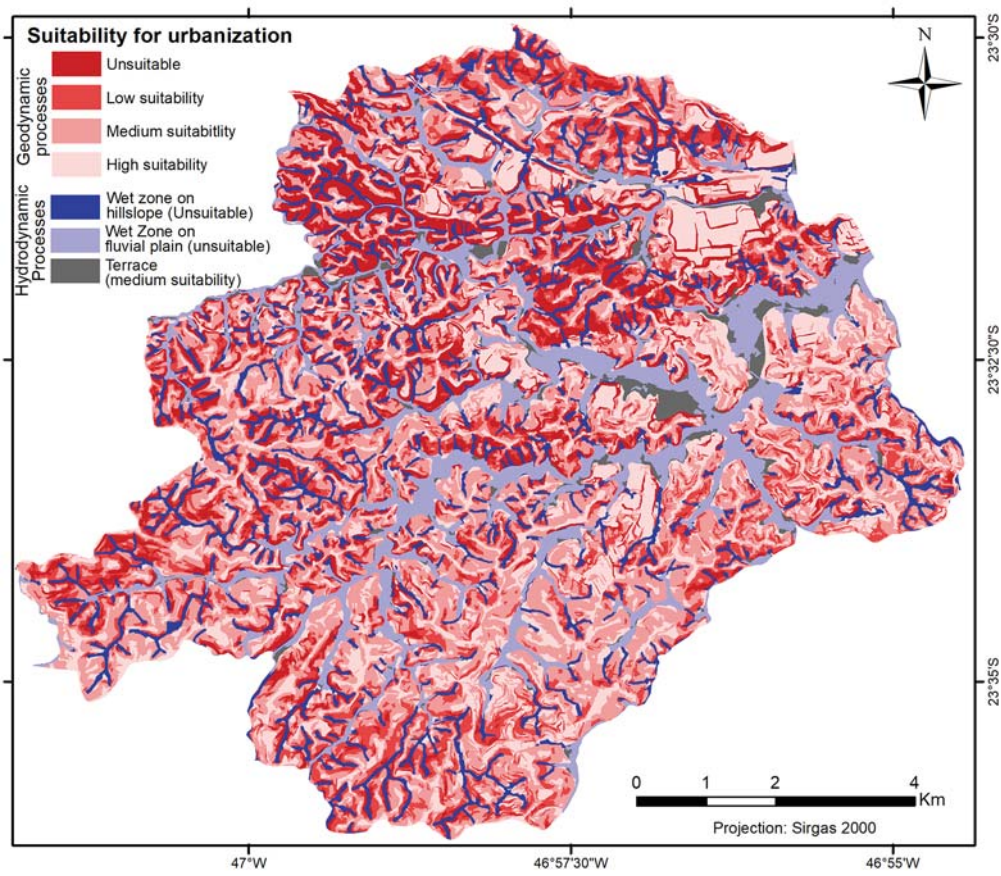 Suitability for urbanization
Geodynamic
processes
Unsuitable
Low suitability
Medium suitabitlity
High suitability
Hydrodynamic
Processes
Wet zone on
hillslope (Unsuitable)
Wet Zone on
fluvial plain (unsuitable)
Terrace
(medium suitability)
N
23°30'S
23°32'30"S
23°35'S
0 1 2 4
Km
Projection: Sirgas 2000
47°W 46°57'30"W 46°55'W